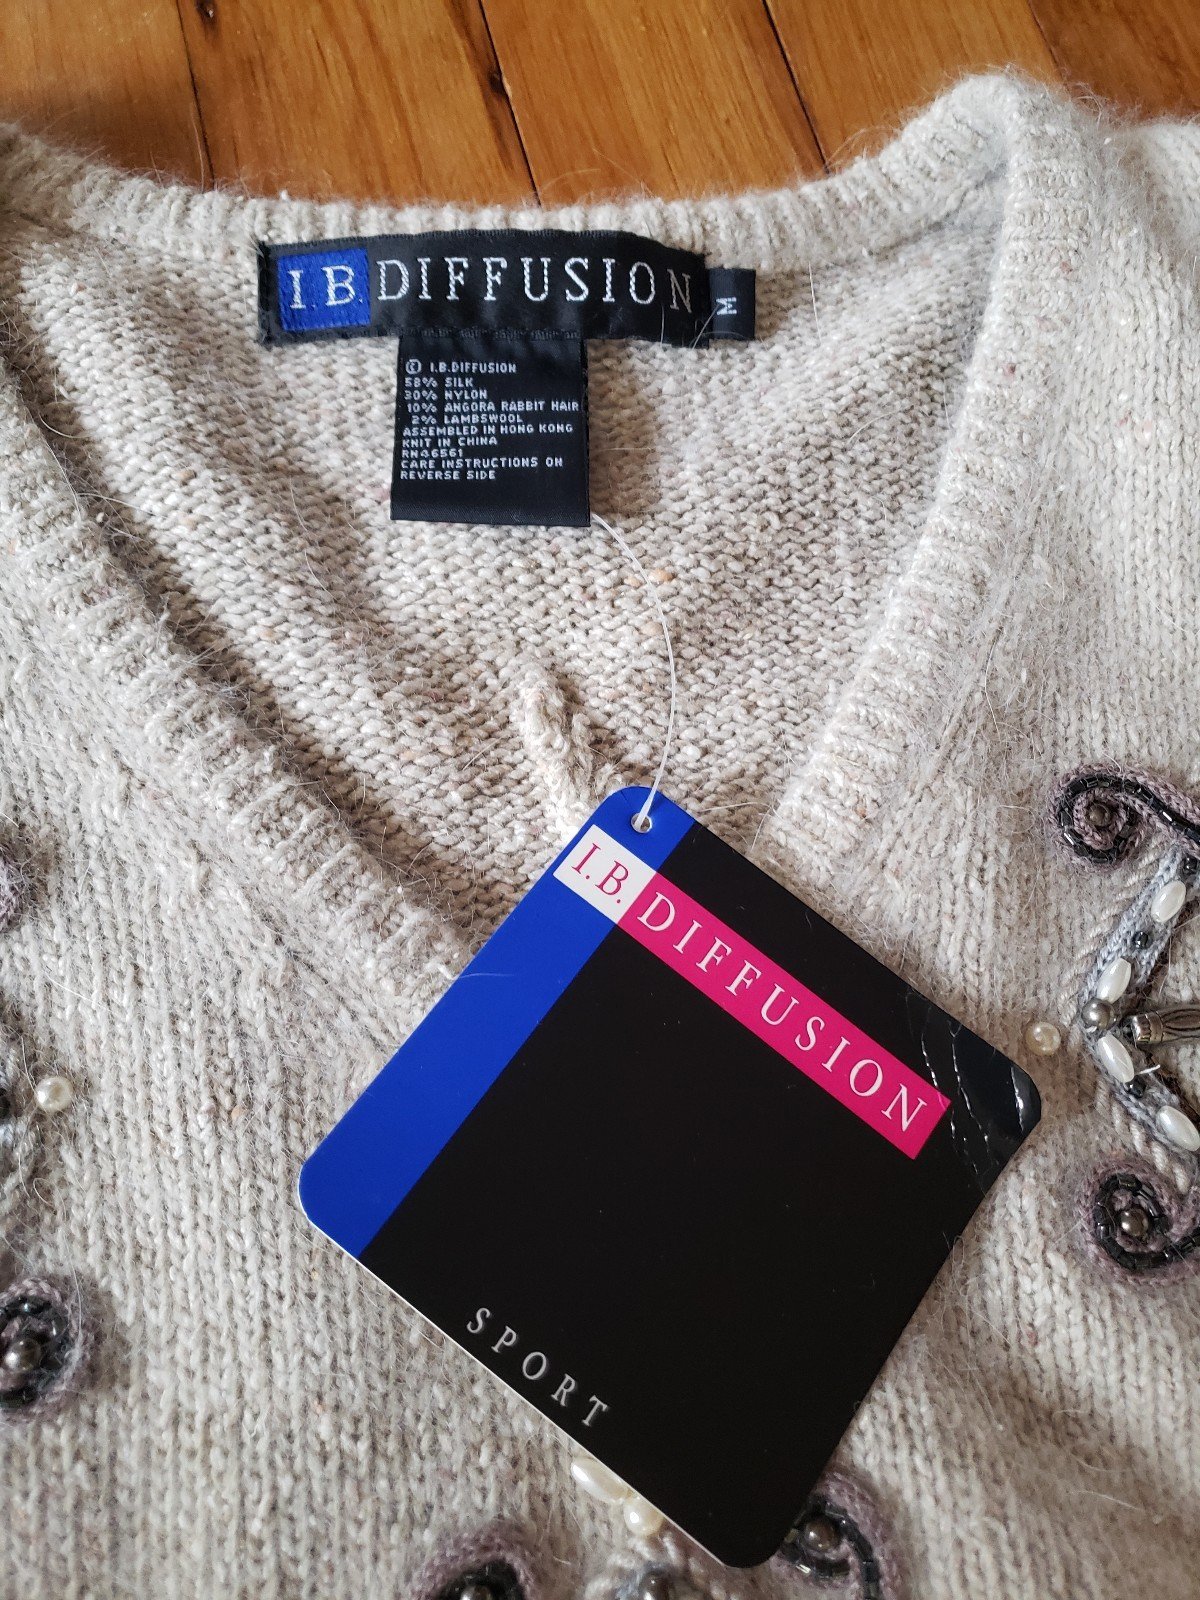 I.B. DIFFUSION
M
© I.B.DIFFUSION
58% SILK
30% NYLON
10% ANGORA RABBIT HAIR
2% LAMBSWOOL
ASSEMBLED IN HONG KONG
KNIT IN CHINA
RN46561
CARE INSTRUCTIONS ON
REVERSE SIDE
I.B. DIFFUSION
SPORT